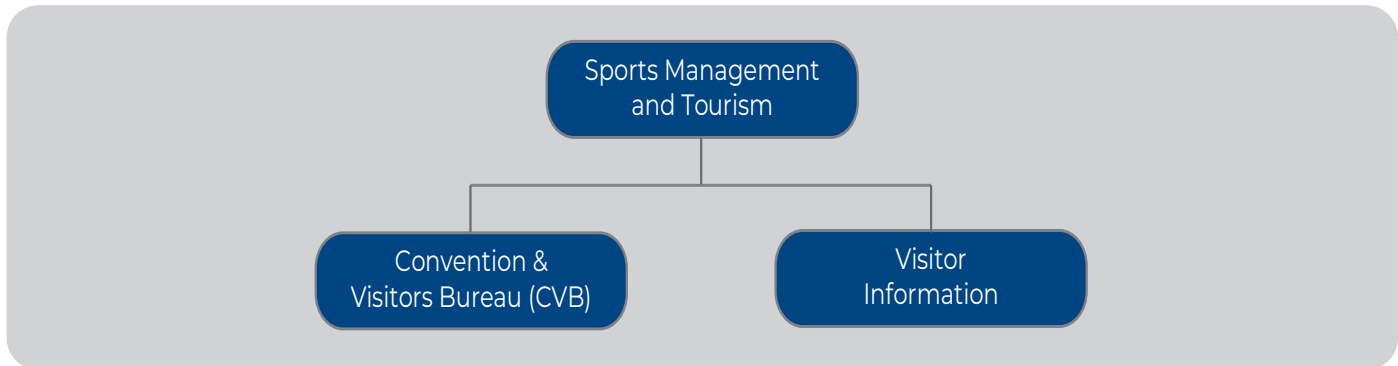 Sports Management
and Tourism
Convention &
Visitors Bureau (CVB)
Visitor
Information